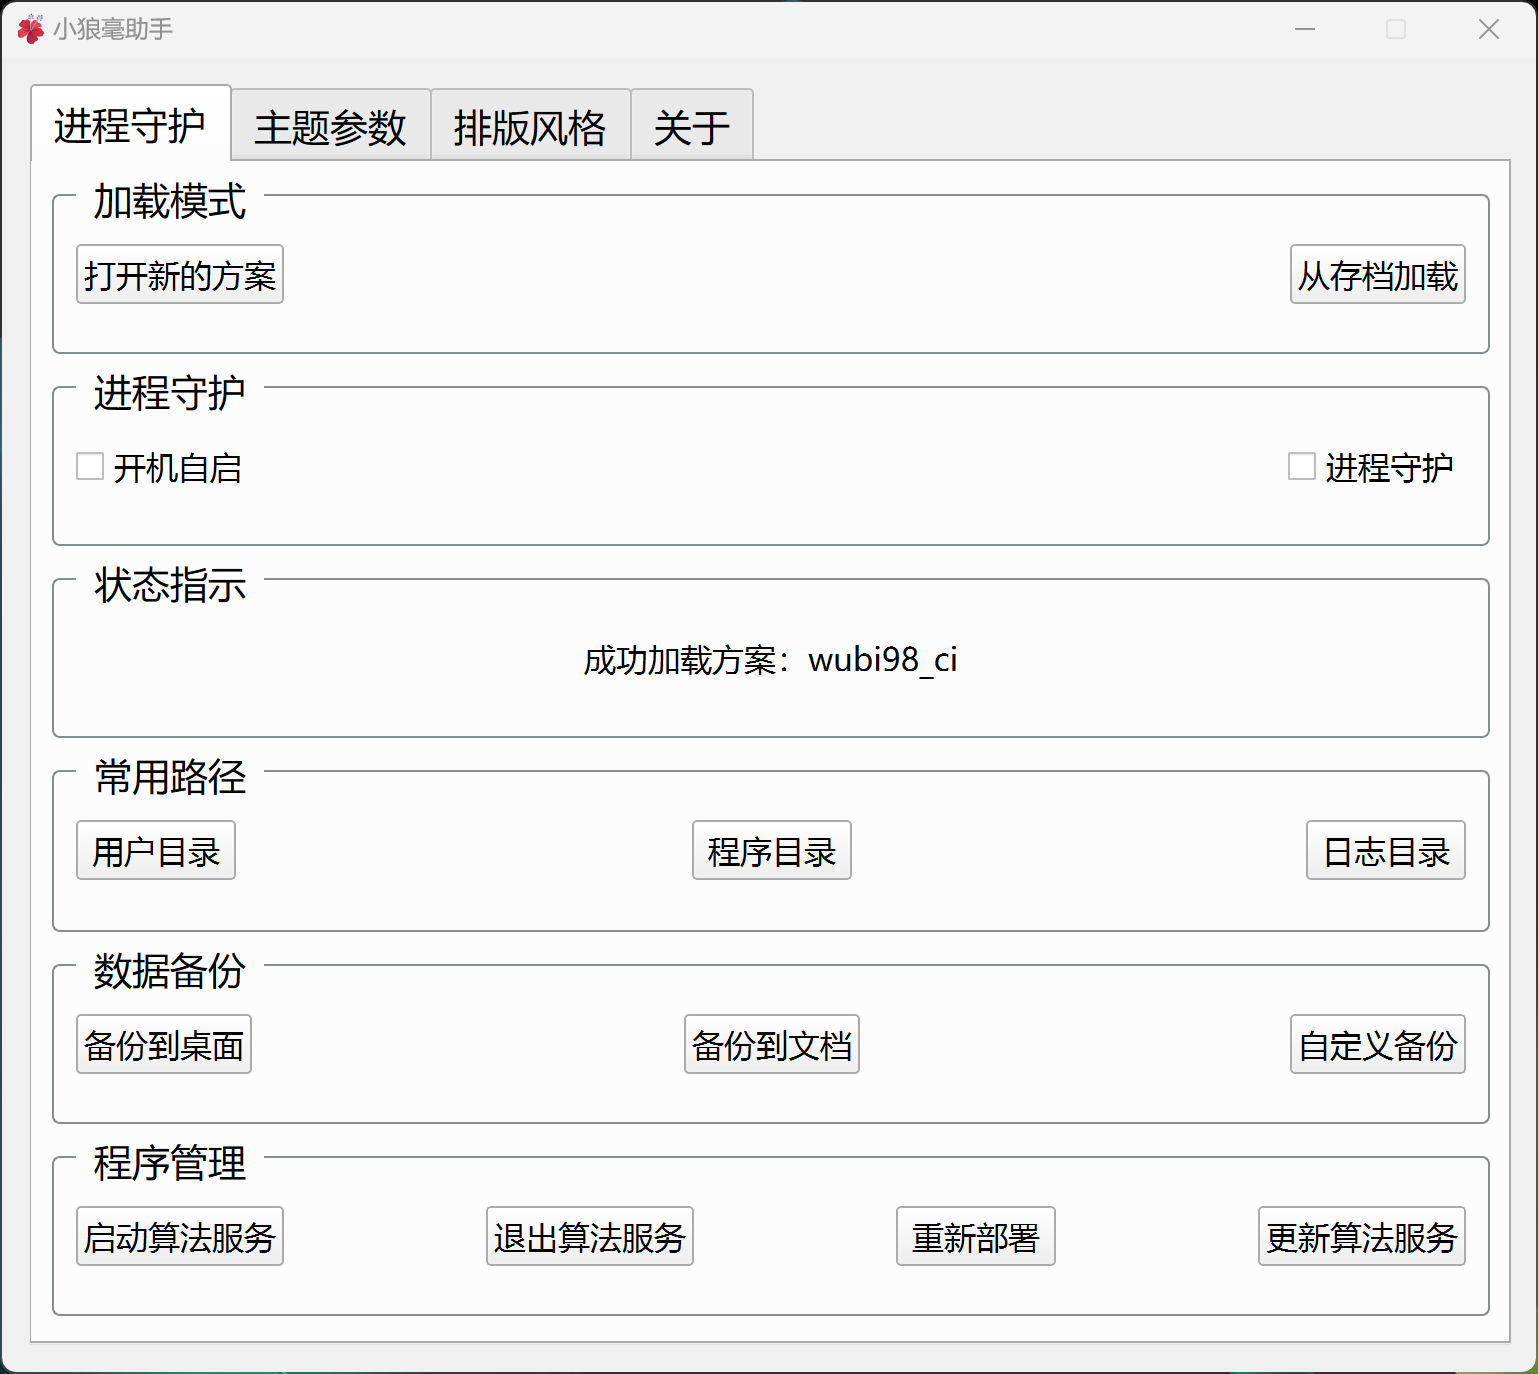 小狼毫助手
进程守护 主题参数 排版风格 关于
加载模式
打开新的方案 从存档加载
进程守护
开机自启 进程守护
状态指示
成功加载方案：wubi98_ci
常用路径
用户目录 程序目录 日志目录
数据备份
备份到桌面 备份到文档 自定义备份
程序管理
启动算法服务 退出算法服务 重新部署 更新算法服务